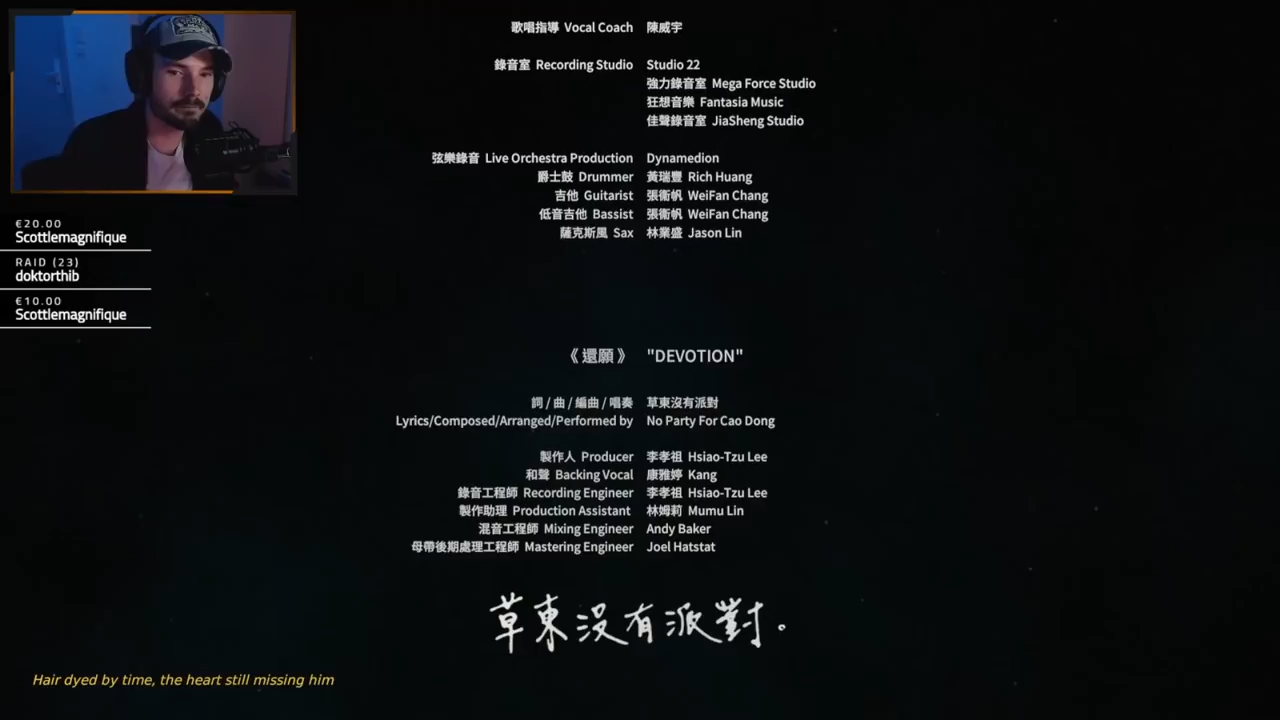 歌唱指導 Vocal Coach 陳威宇
錄音室 Recording Studio Studio 22
強力錄音室 Mega Force Studio
狂想音樂 Fantasia Music
佳聲錄音室 JiaSheng Studio
弦樂錄音 Live Orchestra Production Dynamedion
爵士鼓 Drummer 黃瑞豐 Rich Huang
吉他 Guitarist 張衞帆 WeiFan Chang
低音吉他 Bassist 張衞帆 WeiFan Chang
薩克斯風 Sax 林業盛 Jason Lin
€20.00
Scottlemagnifique
RAID (23)
doktorthib
€10.00
Scottlemagnifique
《 還願 》 "DEVOTION"
詞 / 曲 / 編曲 / 唱奏 草東沒有派對
Lyrics/Composed/Arranged/Performed by No Party For Cao Dong
製作人 Producer 李孝祖 Hsiao-Tzu Lee
和聲 Backing Vocal 康雅婷 Kang
錄音工程師 Recording Engineer 李孝祖 Hsiao-Tzu Lee
製作助理 Production Assistant 林姆莉 Mumu Lin
混音工程師 Mixing Engineer Andy Baker
母帶後期處理工程師 Mastering Engineer Joel Hatstat
草東沒有派對。
Hair dyed by time, the heart still missing him